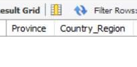 esult Grid Filter Rows:
Province Country_Region